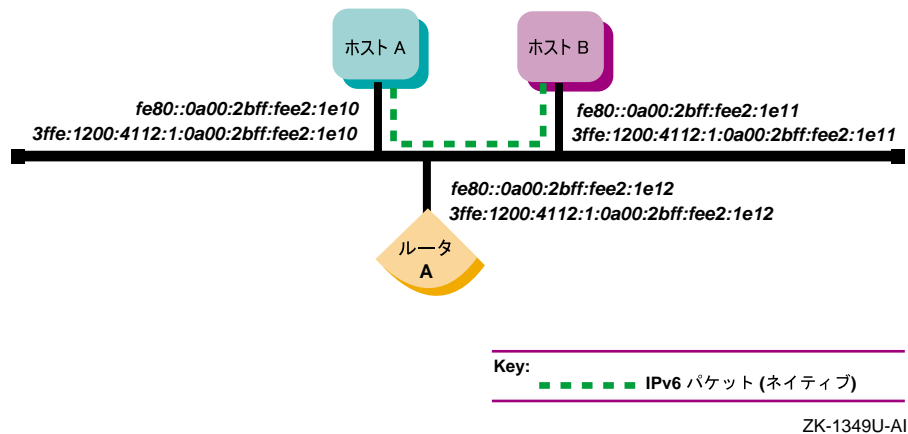 ホスト A
ホスト B
fe80::0a00:2bff:fee2:1e10
3ffe:1200:4112:1:0a00:2bff:fee2:1e10
fe80::0a00:2bff:fee2:1e11
3ffe:1200:4112:1:0a00:2bff:fee2:1e11
fe80::0a00:2bff:fee2:1e12
3ffe:1200:4112:1:0a00:2bff:fee2:1e12
ルータ
A
Key:
IPv6 パケット (ネイティブ)
ZK-1349U-AI